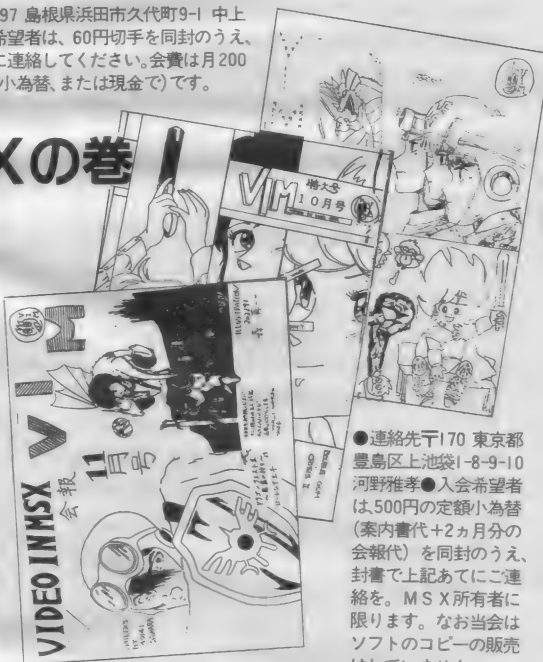 97 島根県浜田市久代町9-1 中上
希望者は、60円切手を同封のうえ、
に連絡してください。会費は月200
小為替、または現金で)です。
Xの巻
VIM
増大号
10月号
VIDEO IN MSX VIM
会報 11月号
●連絡先〒170 東京都
豊島区上池袋1-8-9-10
河野雅孝●入会希望者
は、500円の定額小為替
(案内書代+2ヵ月分の
会報代) を同封のうえ、
封書で上記あてにご連
絡を。MSX所有者に
限ります。なお当会は
ソフトのコピーの販売